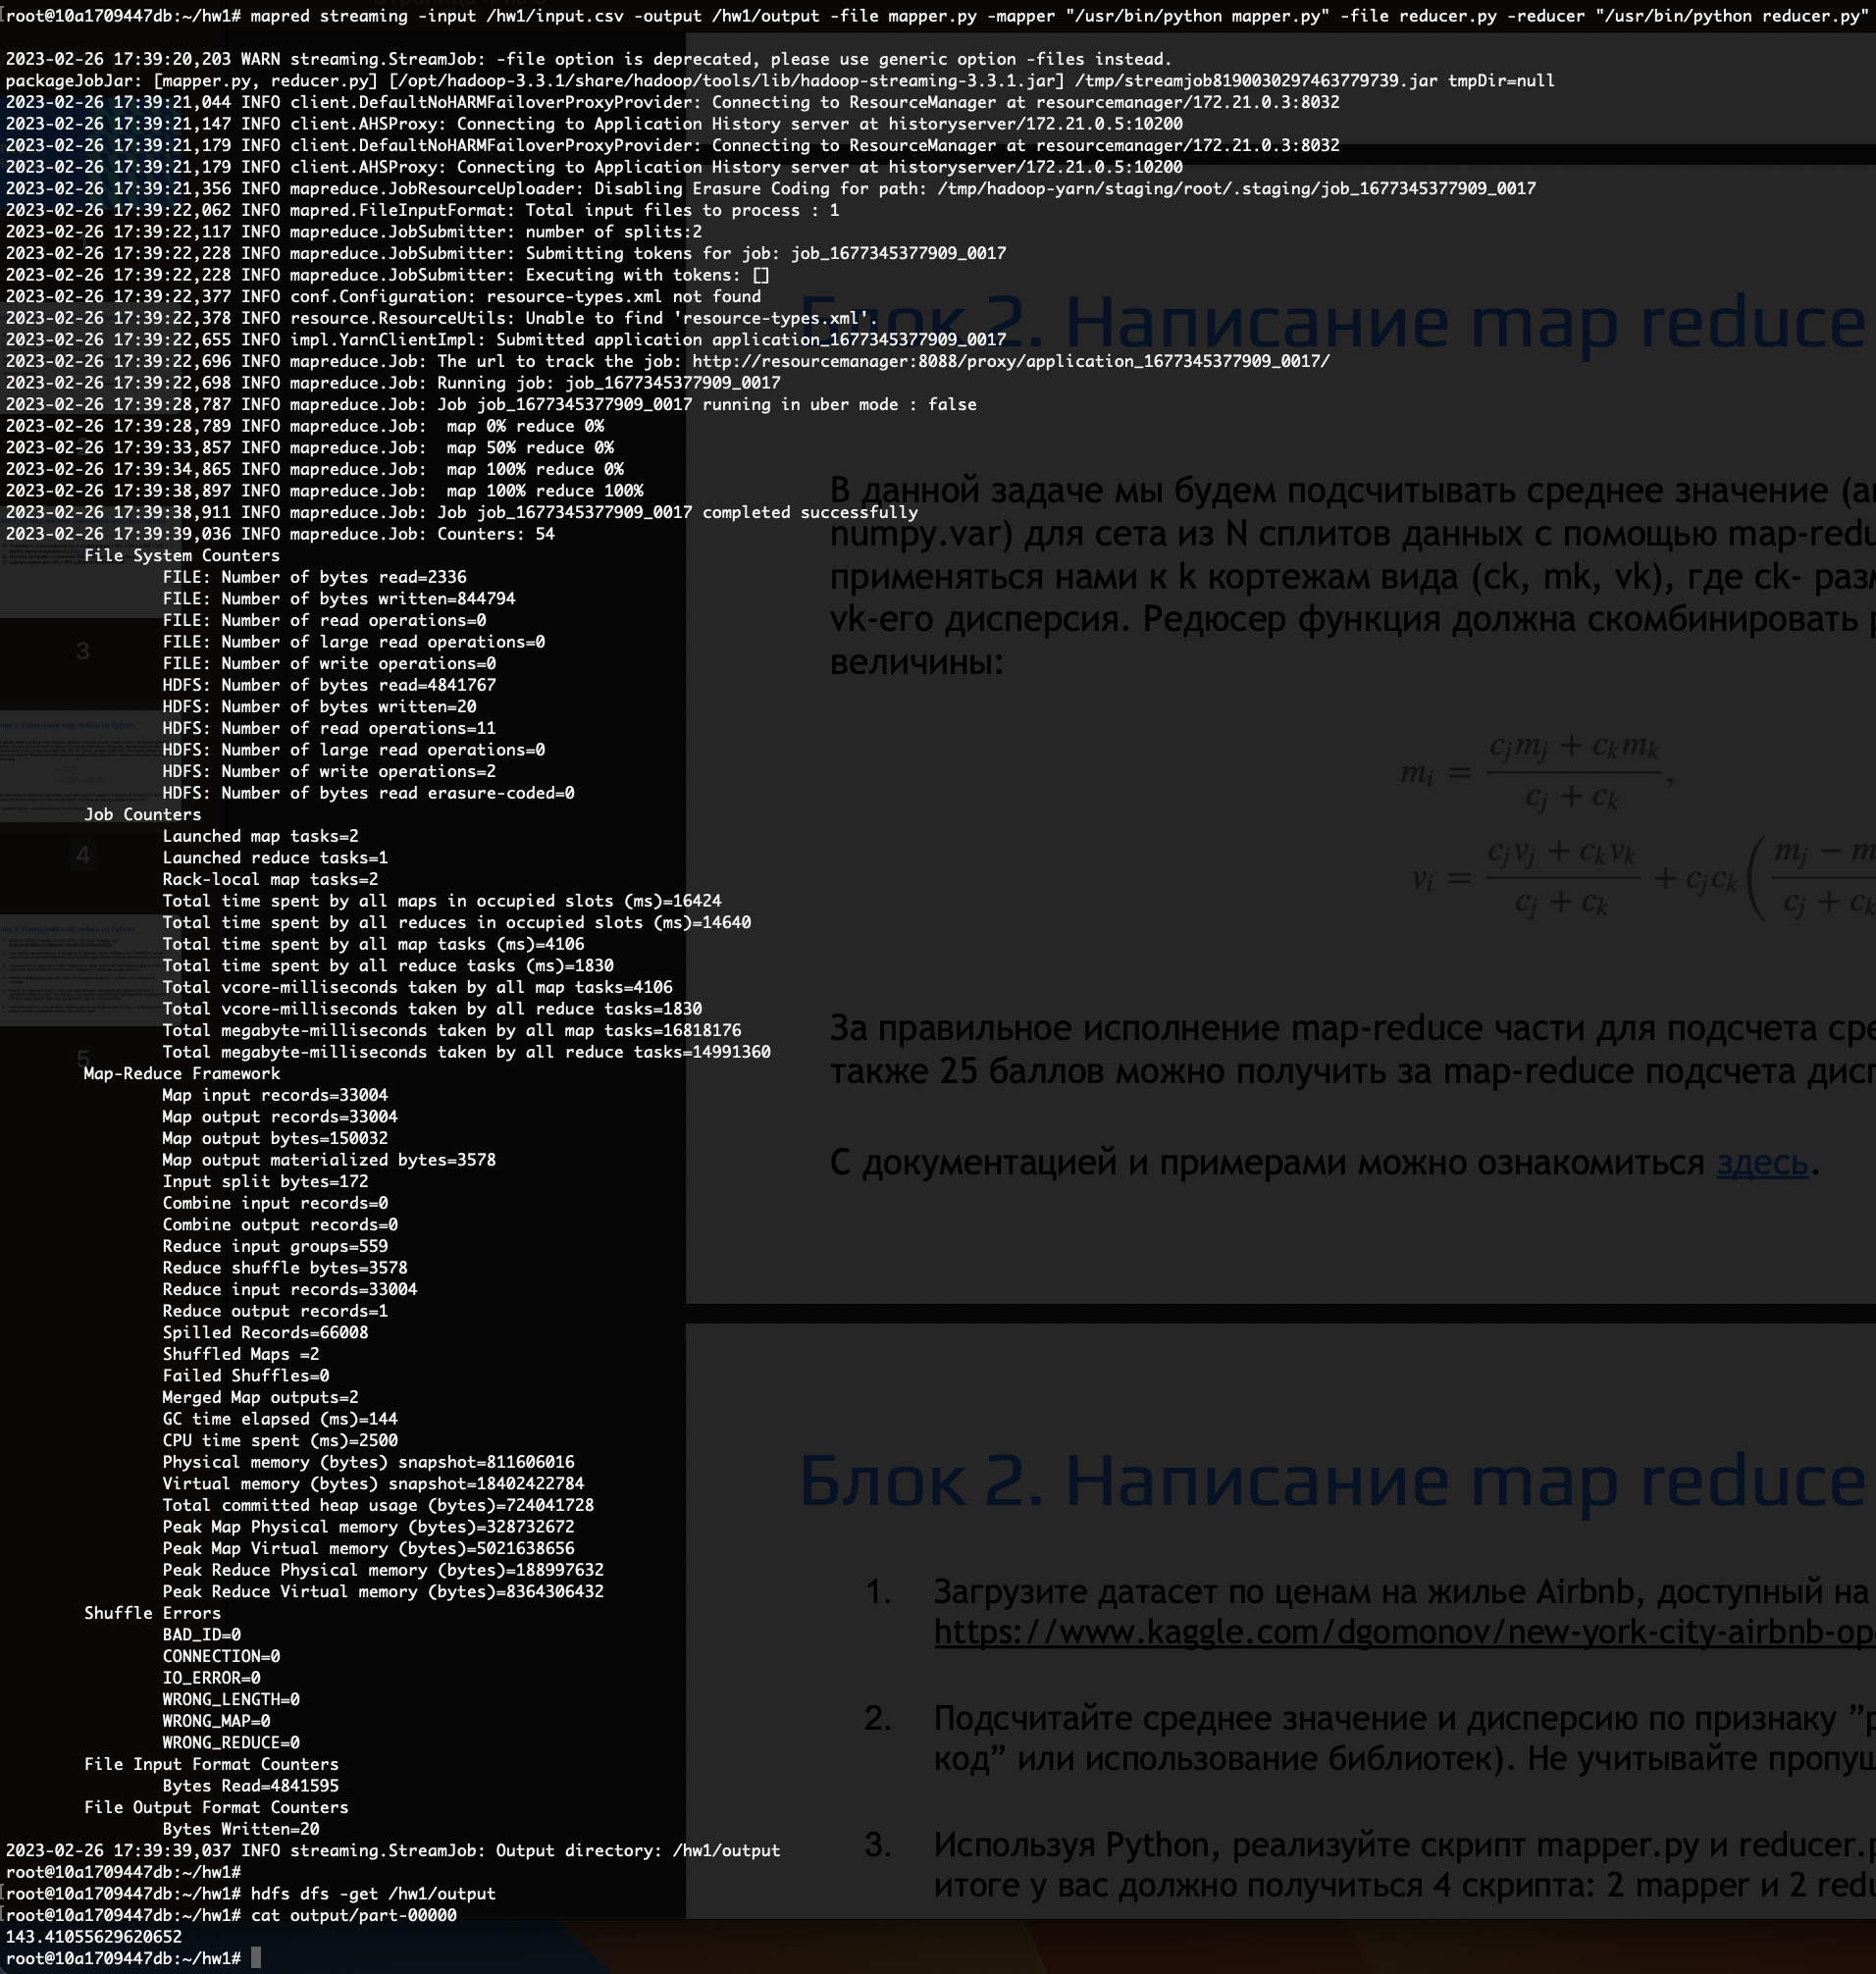 root@10a1709447db:~/hw1# mapred streaming -input /hw1/input.csv -output /hw1/output -file mapper.py -mapper "/usr/bin/python mapper.py" -file reducer.py -reducer "/usr/bin/python reducer.py"
2023-02-26 17:39:20,203 WARN streaming.StreamJob: -file option is deprecated, please use generic option -files instead.
packageJobJar: [mapper.py, reducer.py] [/opt/hadoop-3.3.1/share/hadoop/tools/lib/hadoop-streaming-3.3.1.jar] /tmp/streamjob8190030297463779739.jar tmpDir=null
2023-02-26 17:39:21,044 INFO client.DefaultNoHARMFailoverProxyProvider: Connecting to ResourceManager at resourcemanager/172.21.0.3:8032
2023-02-26 17:39:21,147 INFO client.AHSProxy: Connecting to Application History server at historyserver/172.21.0.5:10200
2023-02-26 17:39:21,179 INFO client.DefaultNoHARMFailoverProxyProvider: Connecting to ResourceManager at resourcemanager/172.21.0.3:8032
2023-02-26 17:39:21,179 INFO client.AHSProxy: Connecting to Application History server at historyserver/172.21.0.5:10200
2023-02-26 17:39:21,356 INFO mapreduce.JobResourceUploader: Disabling Erasure Coding for path: /tmp/hadoop-yarn/staging/root/.staging/job_1677345377909_0017
2023-02-26 17:39:22,062 INFO mapred.FileInputFormat: Total input files to process : 1
2023-02-26 17:39:22,117 INFO mapreduce.JobSubmitter: number of splits:2
2023-02-26 17:39:22,228 INFO mapreduce.JobSubmitter: Submitting tokens for job: job_1677345377909_0017
2023-02-26 17:39:22,228 INFO mapreduce.JobSubmitter: Executing with tokens: []
2023-02-26 17:39:22,377 INFO conf.Configuration: resource-types.xml not found
2023-02-26 17:39:22,378 INFO resource.ResourceUtils: Unable to find 'resource-types.xml'.
2023-02-26 17:39:22,655 INFO impl.YarnClientImpl: Submitted application application_1677345377909_0017
2023-02-26 17:39:22,696 INFO mapreduce.Job: The url to track the job: http://resourcemanager:8088/proxy/application_1677345377909_0017/
2023-02-26 17:39:22,698 INFO mapreduce.Job: Running job: job_1677345377909_0017
2023-02-26 17:39:28,787 INFO mapreduce.Job: Job job_1677345377909_0017 running in uber mode : false
2023-02-26 17:39:28,789 INFO mapreduce.Job:  map 0% reduce 0%
2023-02-26 17:39:33,857 INFO mapreduce.Job:  map 50% reduce 0%
2023-02-26 17:39:34,865 INFO mapreduce.Job:  map 100% reduce 0%
2023-02-26 17:39:38,897 INFO mapreduce.Job:  map 100% reduce 100%
2023-02-26 17:39:38,911 INFO mapreduce.Job: Job job_1677345377909_0017 completed successfully
2023-02-26 17:39:39,036 INFO mapreduce.Job: Counters: 54
File System Counters
FILE: Number of bytes read=2336
FILE: Number of bytes written=844794
FILE: Number of read operations=0
FILE: Number of large read operations=0
FILE: Number of write operations=0
HDFS: Number of bytes read=4841767
HDFS: Number of bytes written=20
HDFS: Number of read operations=11
HDFS: Number of large read operations=0
HDFS: Number of write operations=2
HDFS: Number of bytes read erasure-coded=0
Job Counters
Launched map tasks=2
Launched reduce tasks=1
Rack-local map tasks=2
Total time spent by all maps in occupied slots (ms)=16424
Total time spent by all reduces in occupied slots (ms)=14640
Total time spent by all map tasks (ms)=4106
Total time spent by all reduce tasks (ms)=1830
Total vcore-milliseconds taken by all map tasks=4106
Total vcore-milliseconds taken by all reduce tasks=1830
Total megabyte-milliseconds taken by all map tasks=16818176
Total megabyte-milliseconds taken by all reduce tasks=14991360
Map-Reduce Framework
Map input records=33004
Map output records=33004
Map output bytes=150032
Map output materialized bytes=3578
Input split bytes=172
Combine input records=0
Combine output records=0
Reduce input groups=559
Reduce shuffle bytes=3578
Reduce input records=33004
Reduce output records=1
Spilled Records=66008
Shuffled Maps =2
Failed Shuffles=0
Merged Map outputs=2
GC time elapsed (ms)=144
CPU time spent (ms)=2500
Physical memory (bytes) snapshot=811606016
Virtual memory (bytes) snapshot=18402422784
Total committed heap usage (bytes)=724041728
Peak Map Physical memory (bytes)=328732672
Peak Map Virtual memory (bytes)=5021638656
Peak Reduce Physical memory (bytes)=188997632
Peak Reduce Virtual memory (bytes)=8364306432
Shuffle Errors
BAD_ID=0
CONNECTION=0
IO_ERROR=0
WRONG_LENGTH=0
WRONG_MAP=0
WRONG_REDUCE=0
File Input Format Counters
Bytes Read=4841595
File Output Format Counters
Bytes Written=20
2023-02-26 17:39:39,037 INFO streaming.StreamJob: Output directory: /hw1/output
root@10a1709447db:~/hw1#
root@10a1709447db:~/hw1# hdfs dfs -get /hw1/output
root@10a1709447db:~/hw1# cat output/part-00000
143.41055629620652
root@10a1709447db:~/hw1#
3
4
5
Блок 2. Написание map reduce
В данной задаче мы будем подсчитывать среднее значение
numpy.var) для сета из N сплитов данных с помощью
применяться нами к k кортежам вида (ck, mk, vk), где ck-
vk-его дисперсия. Редюсер функция должна скомбинировать
величины:
m_i = (c_j m_j + c_k m_k) / (c_j + c_k),
v_i = (c_j v_j + c_k v_k) / (c_j + c_k) + c_j c_k (
За правильное исполнение map-reduce части для подсчета
также 25 баллов можно получить за map-reduce подсчета
С документацией и примерами можно ознакомиться здесь.
Блок 2. Написание map reduce
1. Загрузите датасет по ценам на жилье Airbnb, доступный на
https://www.kaggle.com/dgomonov/new-york-city-airbnb-op
2. Подсчитайте среднее значение и дисперсию по признаку
код” или использование библиотек). Не учитывайте
3. Используя Python, реализуйте скрипт mapper.py и
итоге у вас должно получиться 4 скрипта: 2 mapper и 2